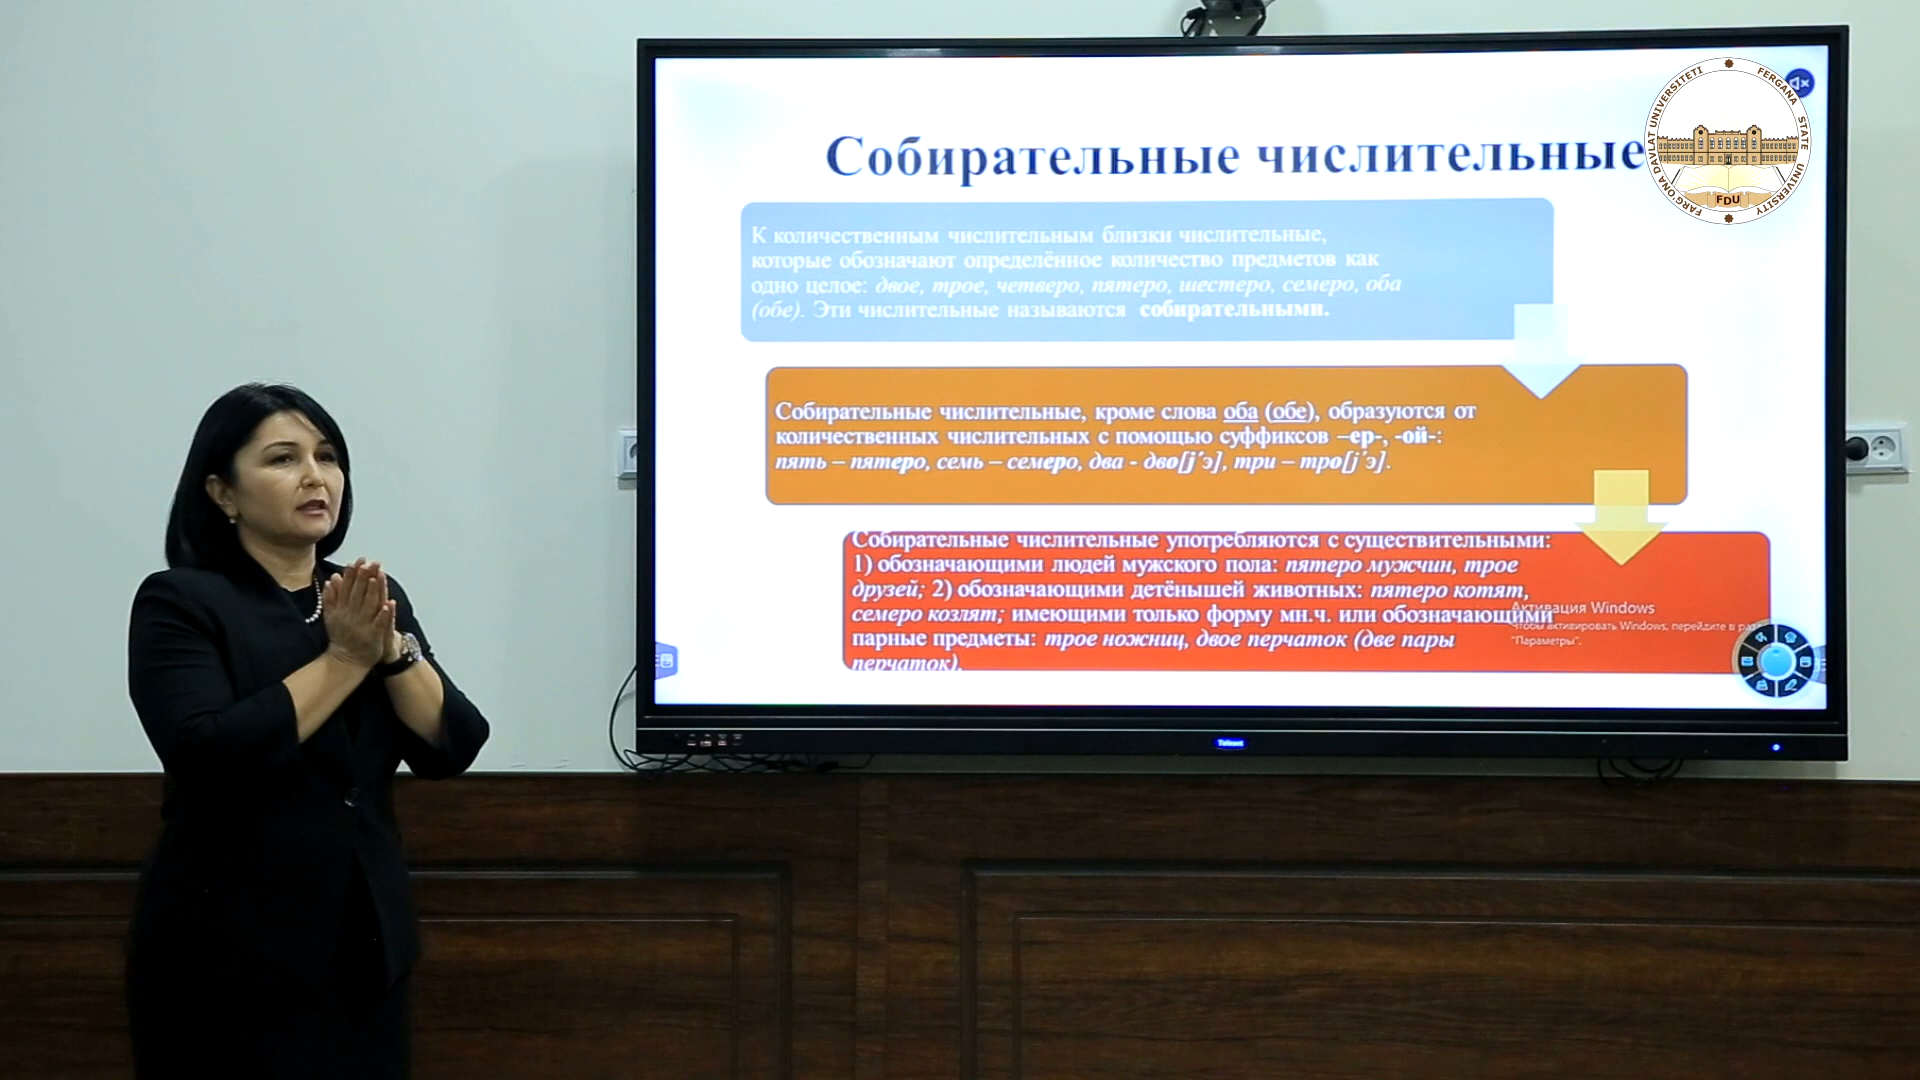 Собирательные числительные
FARG'ONA DAVLAT UNIVERSITETI
FERGANA STATE UNIVERSITY
FDU
К количественным числительным близки числительные,
которые обозначают определённое количество предметов как
одно целое: двое, трое, четверо, пятеро, шестеро, семеро, оба
(обе). Эти числительные называются собирательными.
Собирательные числительные, кроме слова оба (обе), образуются от
количественных числительных с помощью суффиксов –ер-, -ой-:
пять – пятеро, семь – семеро, два - дво[j´э], три – тро[j´э].
Собирательные числительные употребляются с существительными:
1) обозначающими людей мужского пола: пятеро мужчин, трое
друзей; 2) обозначающими детёнышей животных: пятеро котят,
семеро козлят; имеющими только форму мн.ч. или обозначающими
парные предметы: трое ножниц, двое перчаток (две пары
перчаток).
Активация Windows
Чтобы активировать Windows, перейдите в раз
"Параметры".